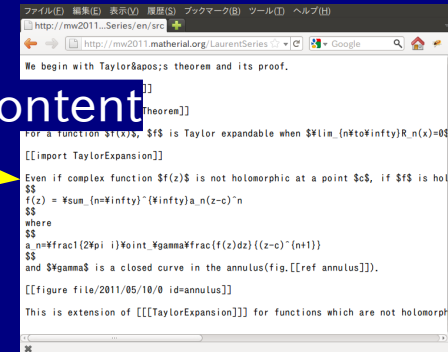 ファイル(F) 編集(E) 表示(V) 履歴(S) ブックマーク(B) ツール(T) ヘルプ(H)
http://mw2011...Series/en/src
http://mw2011.matherial.org/LaurentSeries Google
We begin with Taylor&apos;s theorem and its proof.
]]
ontent
Theorem]]
For a function $f(x)$, $f$ is Taylor expandable when $¥lim_{n¥to¥infty}R_n(x)=0$
[[import TaylorExpansion]]
Even if complex function $f(z)$ is not holomorphic at a point $c$, if $f$ is hol
$$
f(z) = ¥sum_{n=¥infty}^{¥infty}a_n(z-c)^n
$$
where
$$
a_n=¥frac1{2¥pi i}¥oint_¥gamma¥frac{f(z)dz}{(z-c)^{n+1}}
$$
and $¥gamma$ is a closed curve in the annulus(fig.[[ref annulus]]).
[[figure file/2011/05/10/0 id=annulus]]
This is extension of [[[TaylorExpansion]]] for functions which are not holomorph